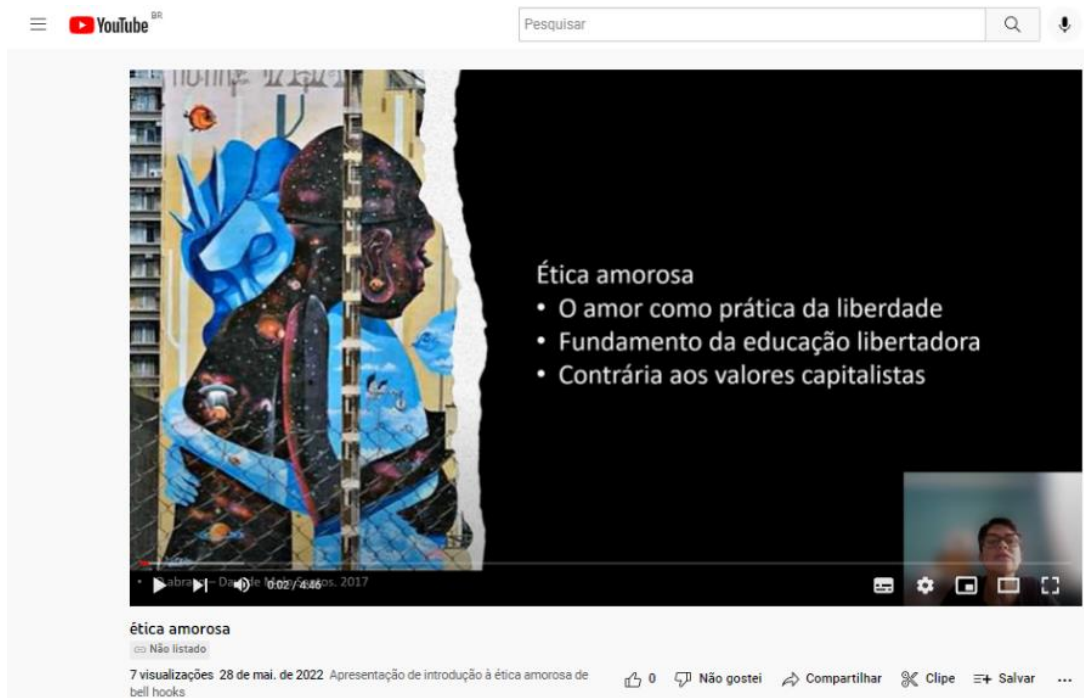 YouTube BR
Pesquisar
Ética amorosa
• O amor como prática da liberdade
• Fundamento da educação libertadora
• Contrária aos valores capitalistas
2017
0:02 / 4:46
ética amorosa
Não listado
7 visualizações 28 de mai. de 2022 Apresentação de introdução à ética amorosa de
bell hooks
0 Não gostei Compartilhar Clipe Salvar ...